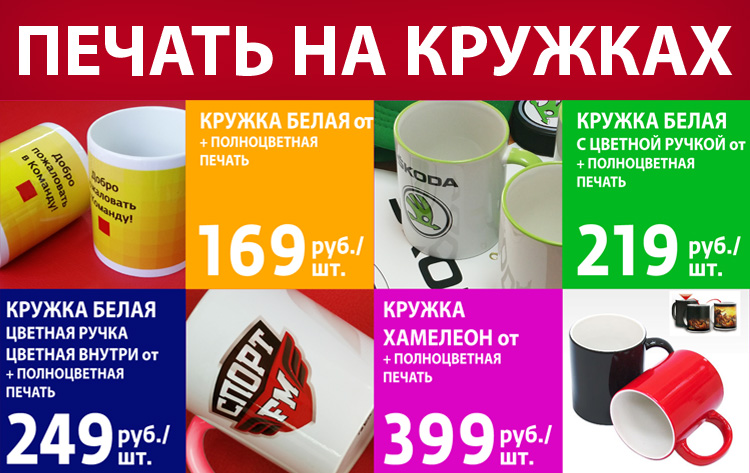 ПЕЧАТЬ НА КРУЖКАХ
Добро
пожаловать
в Команду!
Добро
пожаловать
в Команду!
КРУЖКА БЕЛАЯ от
+ ПОЛНОЦВЕТНАЯ
ПЕЧАТЬ
169 руб./
шт.
ŠKODA
КРУЖКА БЕЛАЯ
С ЦВЕТНОЙ РУЧКОЙ от
+ ПОЛНОЦВЕТНАЯ
ПЕЧАТЬ
219 руб./
шт.
КРУЖКА БЕЛАЯ
ЦВЕТНАЯ РУЧКА
ЦВЕТНАЯ ВНУТРИ от
+ ПОЛНОЦВЕТНАЯ
ПЕЧАТЬ
249 руб./
шт.
СПОРТ
FM
КРУЖКА
ХАМЕЛЕОН от
+ ПОЛНОЦВЕТНАЯ
ПЕЧАТЬ
399 руб./
шт.